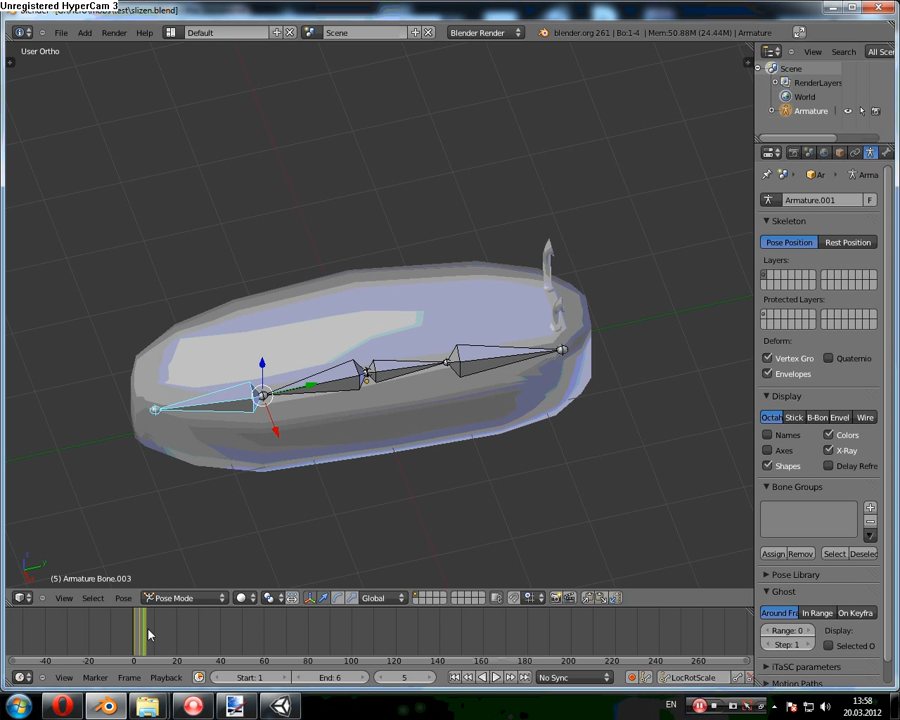 Unregistered HyperCam 3
File Add Render Help Default Scene Blender Render blender.org 261 | Bo:1-4 | Mem:50.88M (24.44M) | Armature
User Ortho
View Search All Scen
Scene
RenderLayers
World
Armature
Ar Arma
Armature.001 F
Skeleton
Pose Position Rest Position
Layers:
Protected Layers:
Deform:
Vertex Gro Quaternio
Envelopes
Display
Octah Stick B-Bon Envel Wire
Names Colors
Axes X-Ray
Shapes Delay Refre
Bone Groups
Assign Remov Select Deselec
Pose Library
Ghost
Around Fra In Range On Keyfra
Range: 0 Display:
Step: 1 Selected O
iTaSC parameters
Motion Paths
z y
(5) Armature Bone.003
View Select Pose Pose Mode Global
-40 -20 0 20 40 60 80 100 120 140 160 180 200 220 240 260
View Marker Frame Playback Start: 1 End: 6 5 No Sync LocRotScale
EN 13:58
20.03.2012